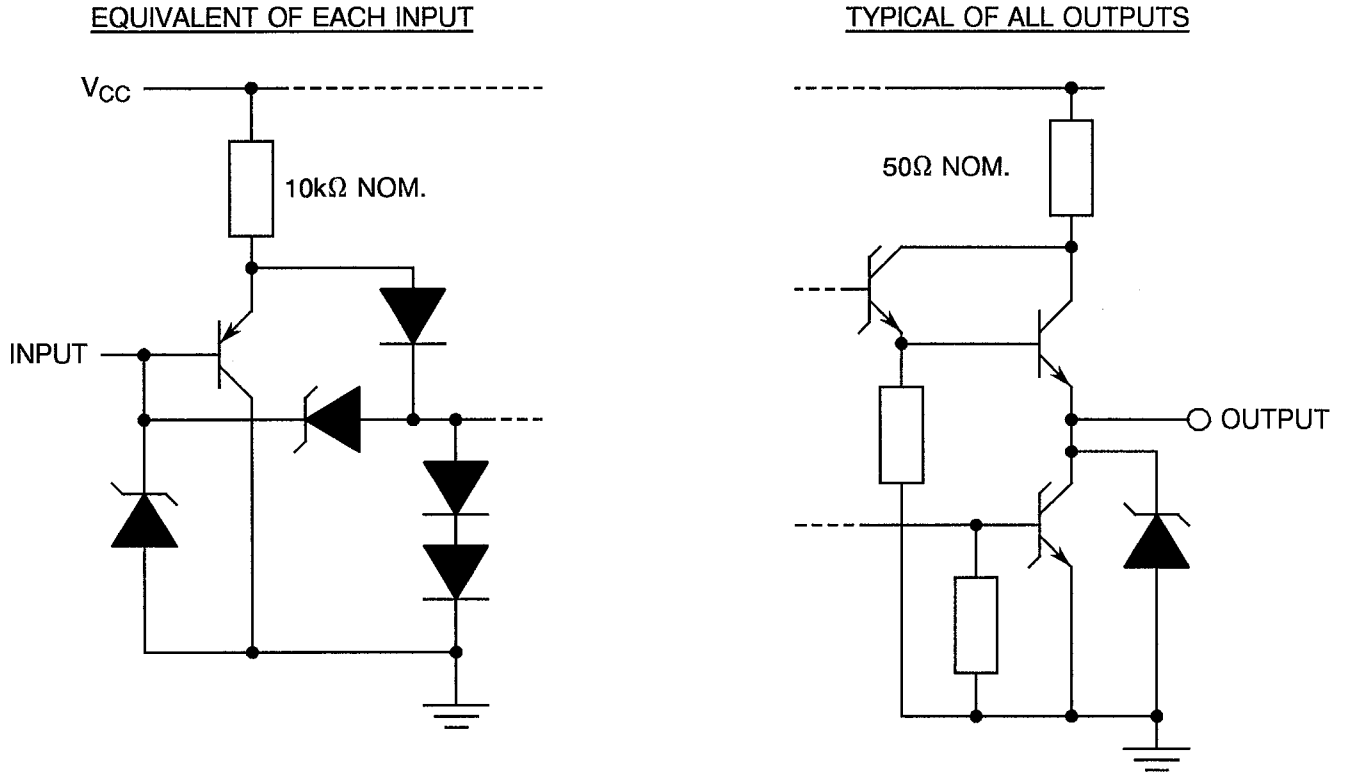 EQUIVALENT OF EACH INPUT
TYPICAL OF ALL OUTPUTS
VCC
10kΩ NOM.
50Ω NOM.
INPUT
OUTPUT